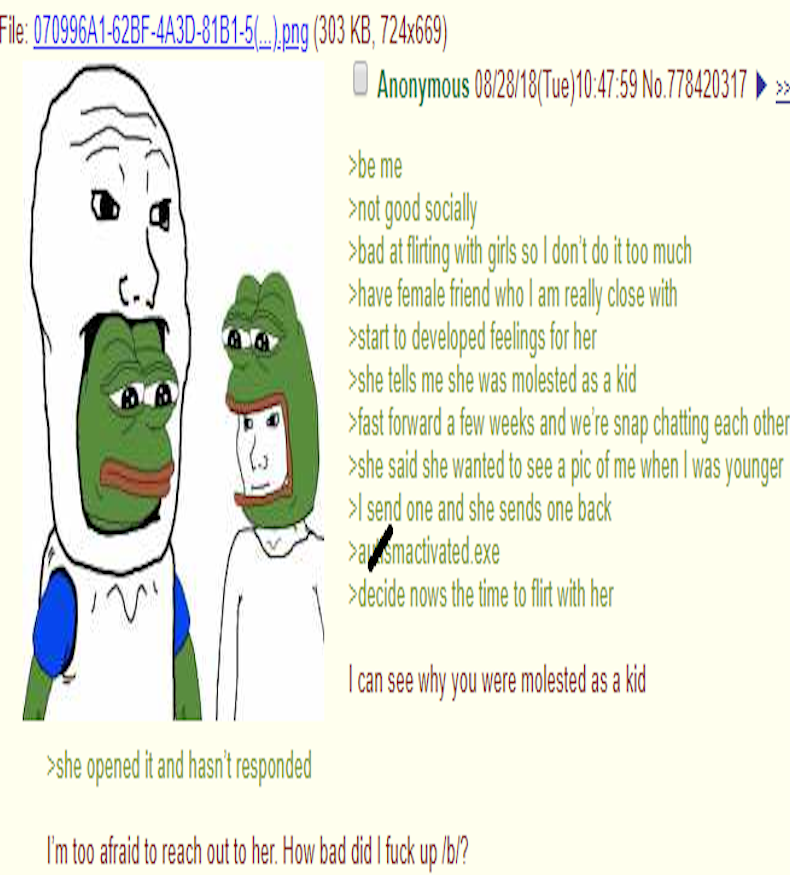 File: 070996A1-62BF-4A3D-81B1-5(...).png (303 KB, 724x669)
Anonymous 08/28/18(Tue)10:47:59 No.778420317 ▶ >>
>be me
>not good socially
>bad at flirting with girls so I don't do it too much
>have female friend who I am really close with
>start to developed feelings for her
>she tells me she was molested as a kid
>fast forward a few weeks and we're snap chatting each other
>she said she wanted to see a pic of me when I was younger
>I send one and she sends one back
>autismactivated.exe
>decide nows the time to flirt with her
I can see why you were molested as a kid
>she opened it and hasn't responded
I'm too afraid to reach out to her. How bad did I fuck up /b/?